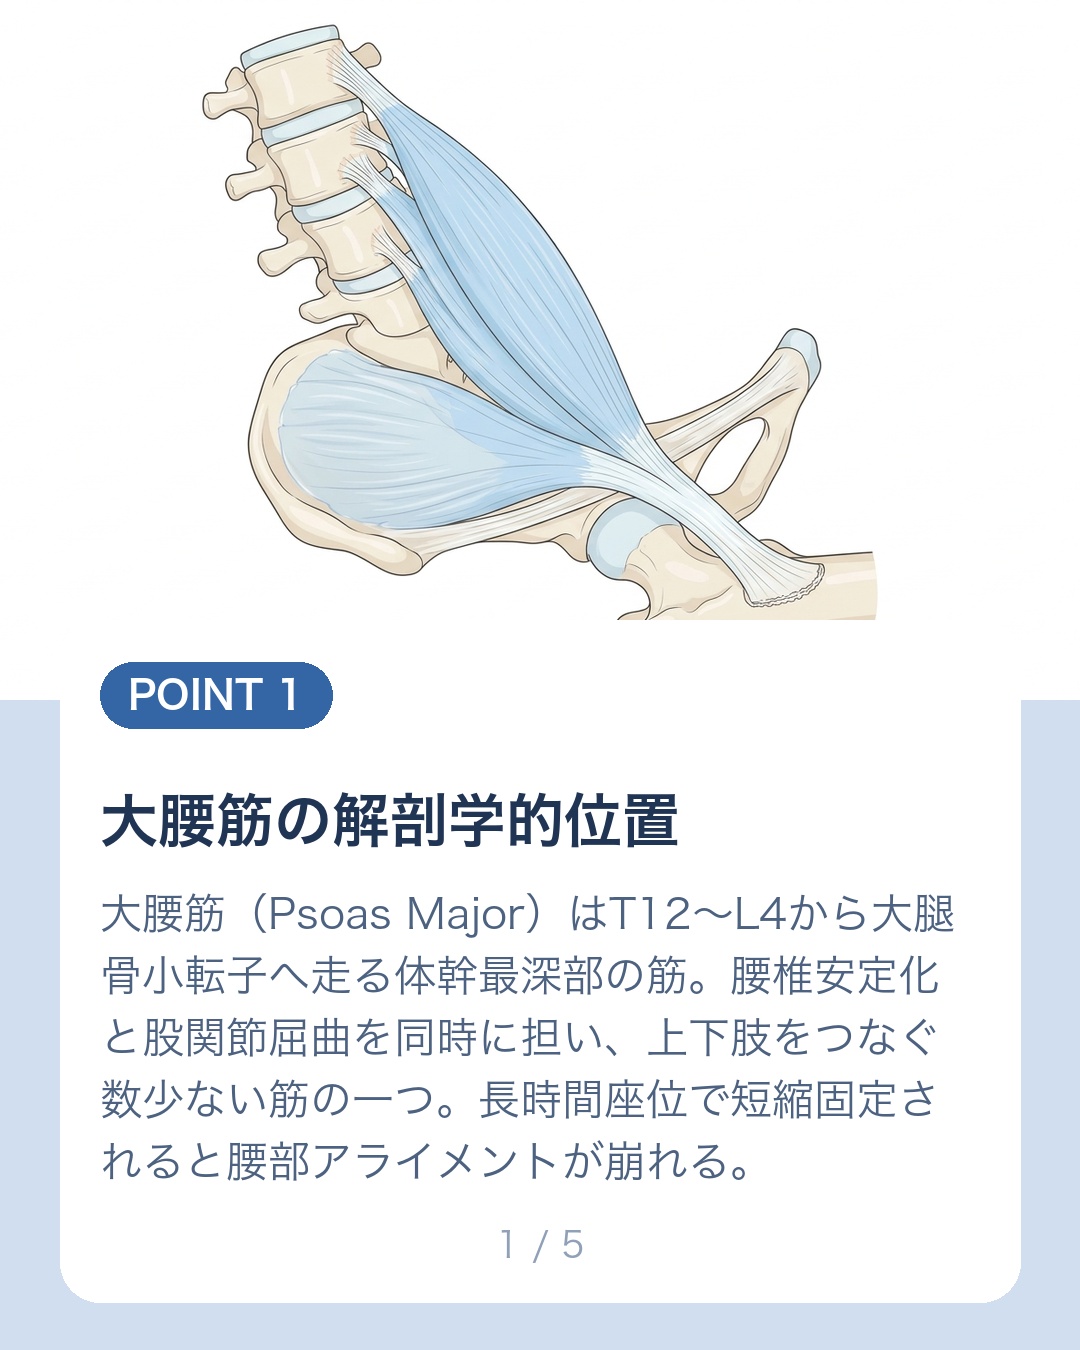 POINT 1
大腰筋の解剖学的位置
大腰筋（Psoas Major）はT12〜L4から大腿
骨小転子へ走る体幹最深部の筋。腰椎安定化
と股関節屈曲を同時に担い、上下肢をつなぐ
数少ない筋の一つ。長時間座位で短縮固定さ
れると腰部アライメントが崩れる。
1 / 5